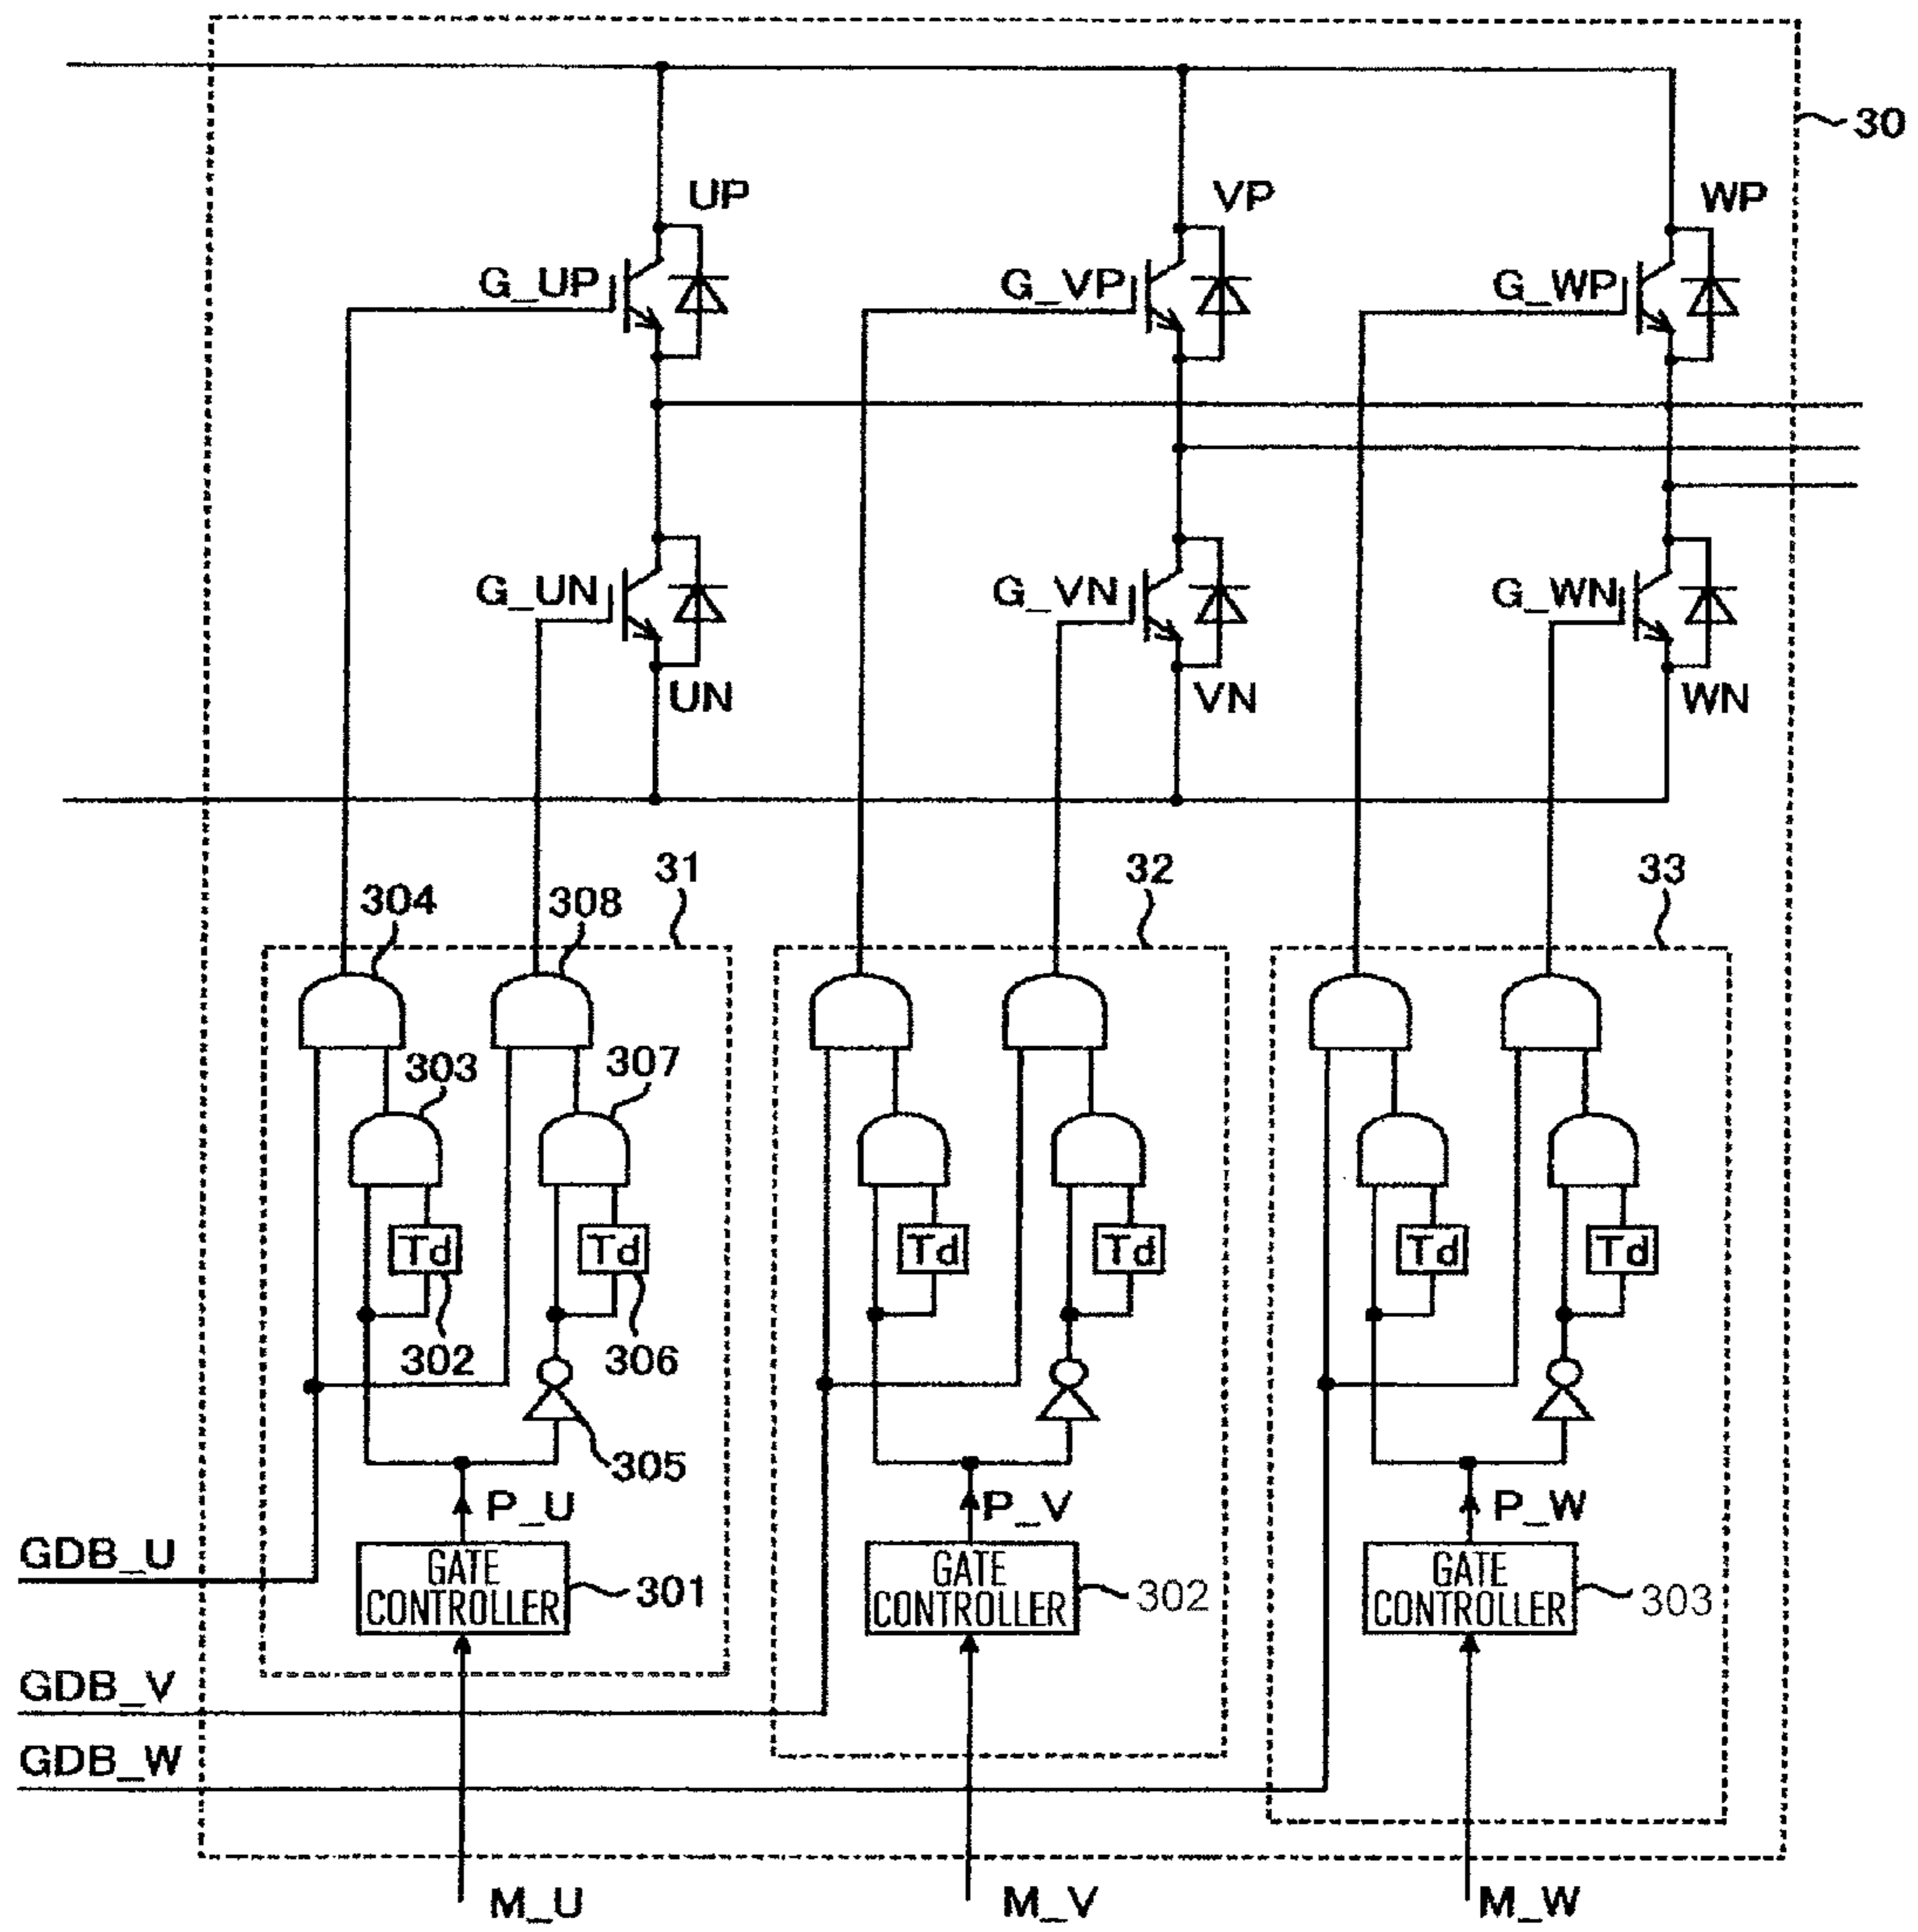 30
UP
VP
WP
G_UP
G_VP
G_WP
G_UN
G_VN
G_WN
UN
VN
WN
31
32
33
304
308
303
307
Td
Td
Td
Td
Td
Td
302
306
305
P_U
P_V
P_W
GDB_U
GATE
CONTROLLER
301
GATE
CONTROLLER
302
GATE
CONTROLLER
303
GDB_V
GDB_W
M_U
M_V
M_W